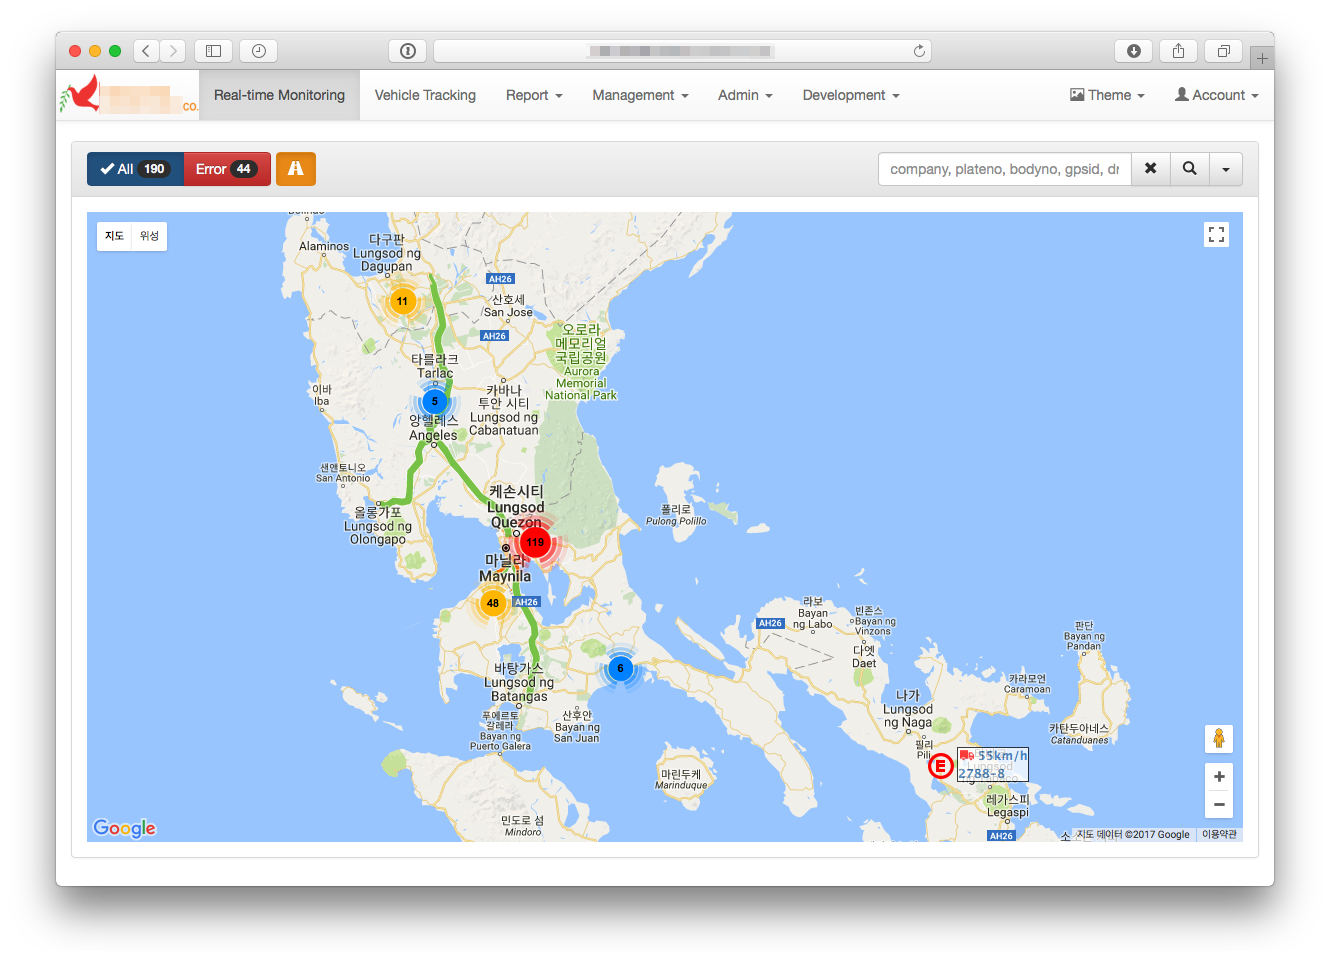 co.
Real-time Monitoring
Vehicle Tracking
Report
Management
Admin
Development
Theme
Account
All 190
Error 44
company, plateno, bodyno, gpsid, dr
지도
위성
Alaminos
다구판
Lungsod ng
Dagupan
11
AH26
산호세
San Jose
AH26
오로라
메모리얼
국립공원
Aurora
Memorial
National Park
타를라크
Tarlac
이바
Iba
5
카바나
투안 시티
Lungsod ng
Cabanatuan
앙헬레스
Angeles
샌앤토니오
San Antonio
올롱가포
Lungsod ng
Olongapo
케손시티
Lungsod
Quezon
폴리로
Pulong Polillo
119
마닐라
Maynila
48
AH26
라보
Bayan
ng Labo
AH26
빈존스
Bayan ng
Vinzons
다엣
Daet
판단
Bayan ng
Pandan
6
바탕가스
Lungsod ng
Batangas
카라모언
Caramoan
나가
Lungsod
ng Naga
푸에르토
갈레라
Bayan ng
Puerto Galera
산후안
Bayan ng
San Juan
카탄두아네스
Catanduanes
필리
Pili
E
55km/h
2788-8
마린두케
Marinduque
레가스피
Legaspi
민도로 섬
Mindoro
AH26
Google
지도 데이터 ©2017 Google
이용약관